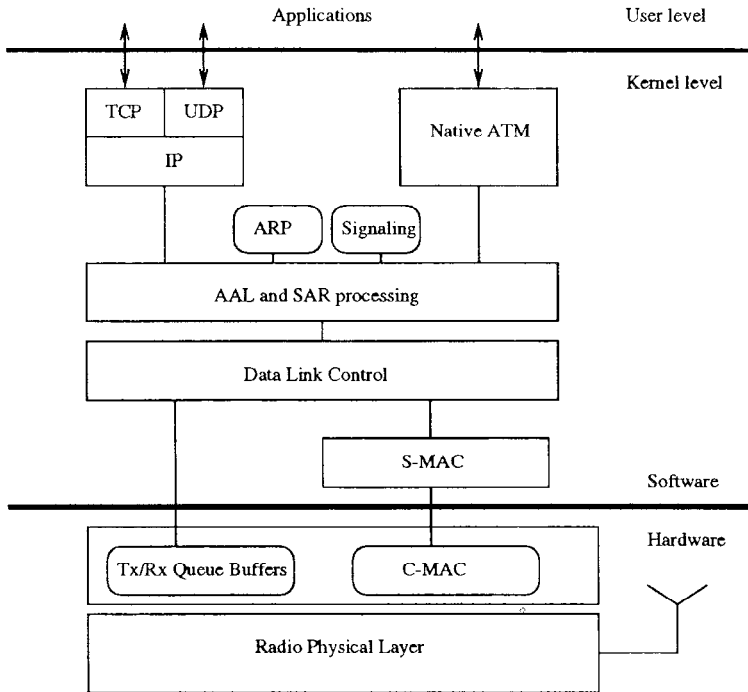 Applications
User level
Kernel level
TCP
UDP
Native ATM
IP
ARP
Signaling
AAL and SAR processing
Data Link Control
S-MAC
Software
Hardware
Tx/Rx Queue Buffers
C-MAC
Radio Physical Layer